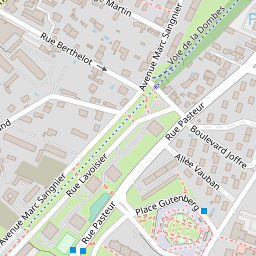 Martin
Avenue Marc Sangnier
Voie de la Dombes
Rue Berthelot
Rue Pasteur
Boulevard Joffre
Rue Lavoisier
Allée Vauban
Avenue Marc Sangnier
Rue Pasteur
Place Gutenberg